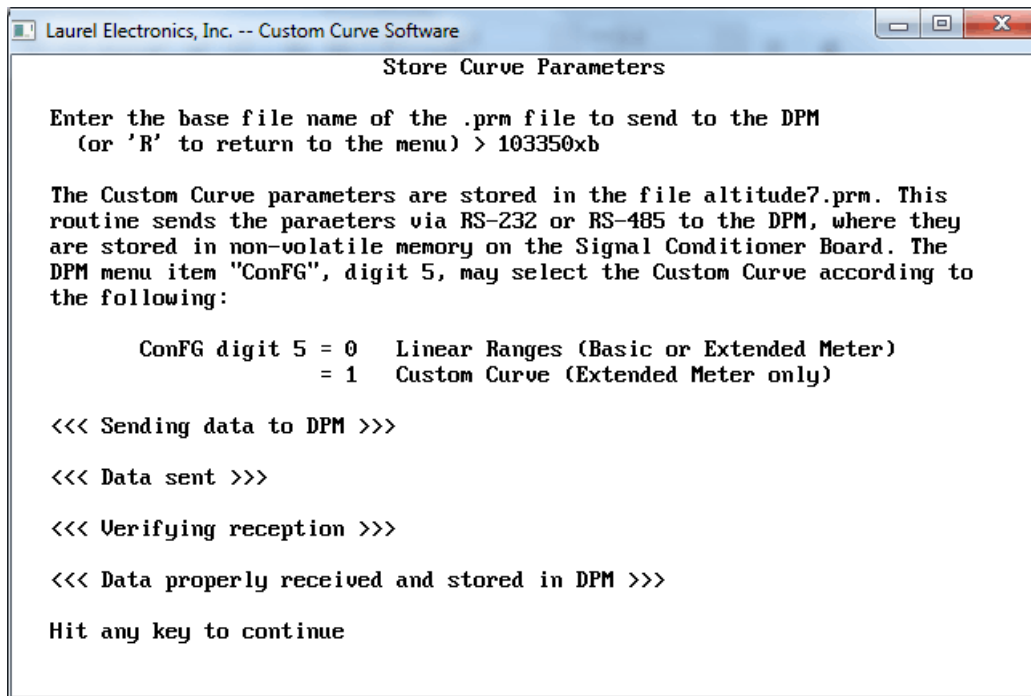 Laurel Electronics, Inc. -- Custom Curve Software
Store Curve Parameters
Enter the base file name of the .prm file to send to the DPM
(or 'R' to return to the menu) > 103350xb
The Custom Curve parameters are stored in the file altitude7.prm. This
routine sends the paraeters via RS-232 or RS-485 to the DPM, where they
are stored in non-volatile memory on the Signal Conditioner Board. The
DPM menu item "ConFG", digit 5, may select the Custom Curve according to
the following:
ConFG digit 5 = 0 Linear Ranges (Basic or Extended Meter)
= 1 Custom Curve (Extended Meter only)
<<< Sending data to DPM >>>
<<< Data sent >>>
<<< Verifying reception >>>
<<< Data properly received and stored in DPM >>>
Hit any key to continue